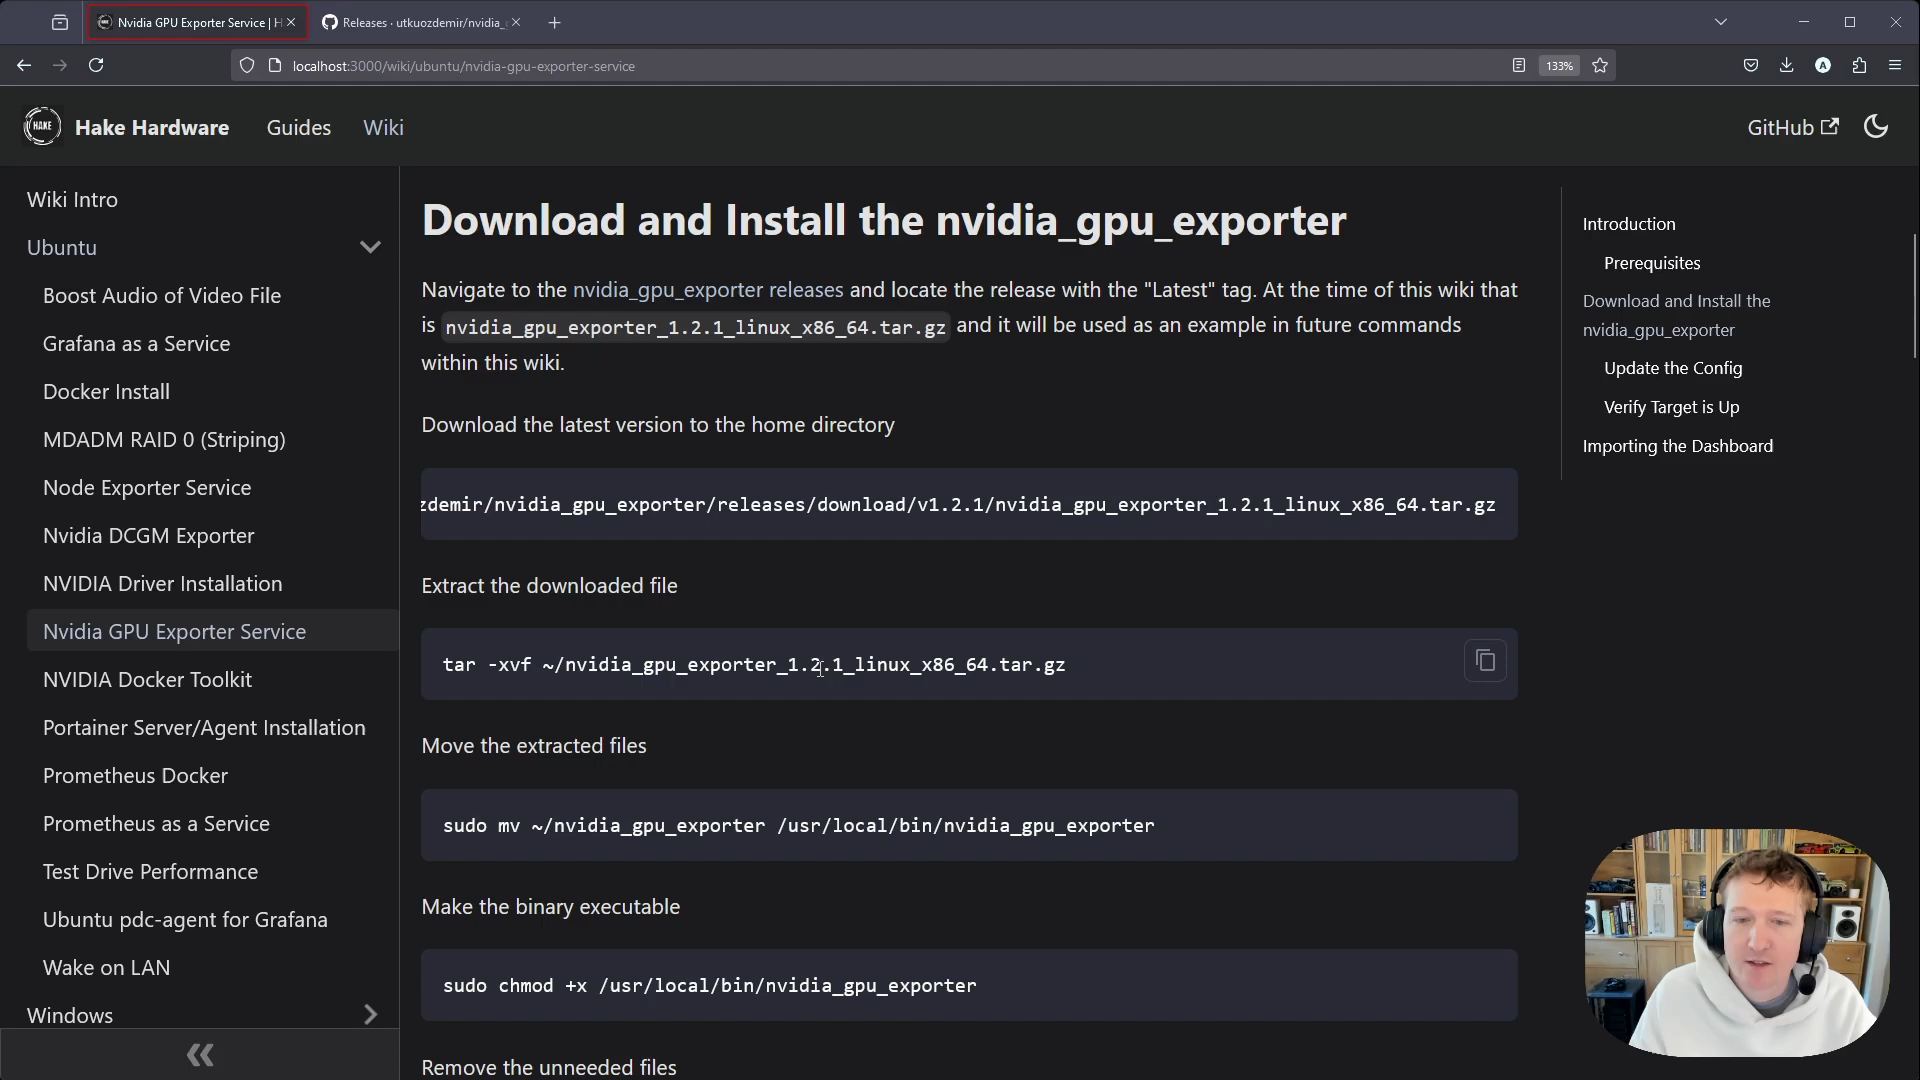 Nvidia GPU Exporter Service | H
Releases · utkuozdemir/nvidia_
localhost:3000/wiki/ubuntu/nvidia-gpu-exporter-service
133%
A
HAKE
Hake Hardware
Guides
Wiki
GitHub
Wiki Intro
Ubuntu
Boost Audio of Video File
Grafana as a Service
Docker Install
MDADM RAID 0 (Striping)
Node Exporter Service
Nvidia DCGM Exporter
NVIDIA Driver Installation
Nvidia GPU Exporter Service
NVIDIA Docker Toolkit
Portainer Server/Agent Installation
Prometheus Docker
Prometheus as a Service
Test Drive Performance
Ubuntu pdc-agent for Grafana
Wake on LAN
Windows
Download and Install the nvidia_gpu_exporter
Navigate to the nvidia_gpu_exporter releases and locate the release with the "Latest" tag. At the time of this wiki that
is nvidia_gpu_exporter_1.2.1_linux_x86_64.tar.gz and it will be used as an example in future commands
within this wiki.
Download the latest version to the home directory
zdemir/nvidia_gpu_exporter/releases/download/v1.2.1/nvidia_gpu_exporter_1.2.1_linux_x86_64.tar.gz
Extract the downloaded file
tar -xvf ~/nvidia_gpu_exporter_1.2.1_linux_x86_64.tar.gz
Move the extracted files
sudo mv ~/nvidia_gpu_exporter /usr/local/bin/nvidia_gpu_exporter
Make the binary executable
sudo chmod +x /usr/local/bin/nvidia_gpu_exporter
Remove the unneeded files
Introduction
Prerequisites
Download and Install the
nvidia_gpu_exporter
Update the Config
Verify Target is Up
Importing the Dashboard